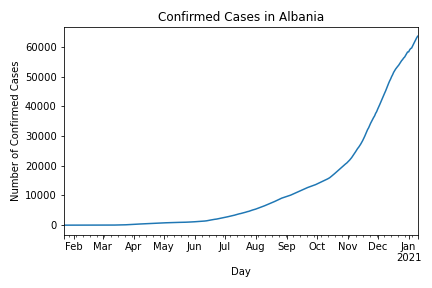 Confirmed Cases in Albania
Number of Confirmed Cases
60000
50000
40000
30000
20000
10000
0
Feb Mar Apr May Jun Jul Aug Sep Oct Nov Dec Jan
2021
Day